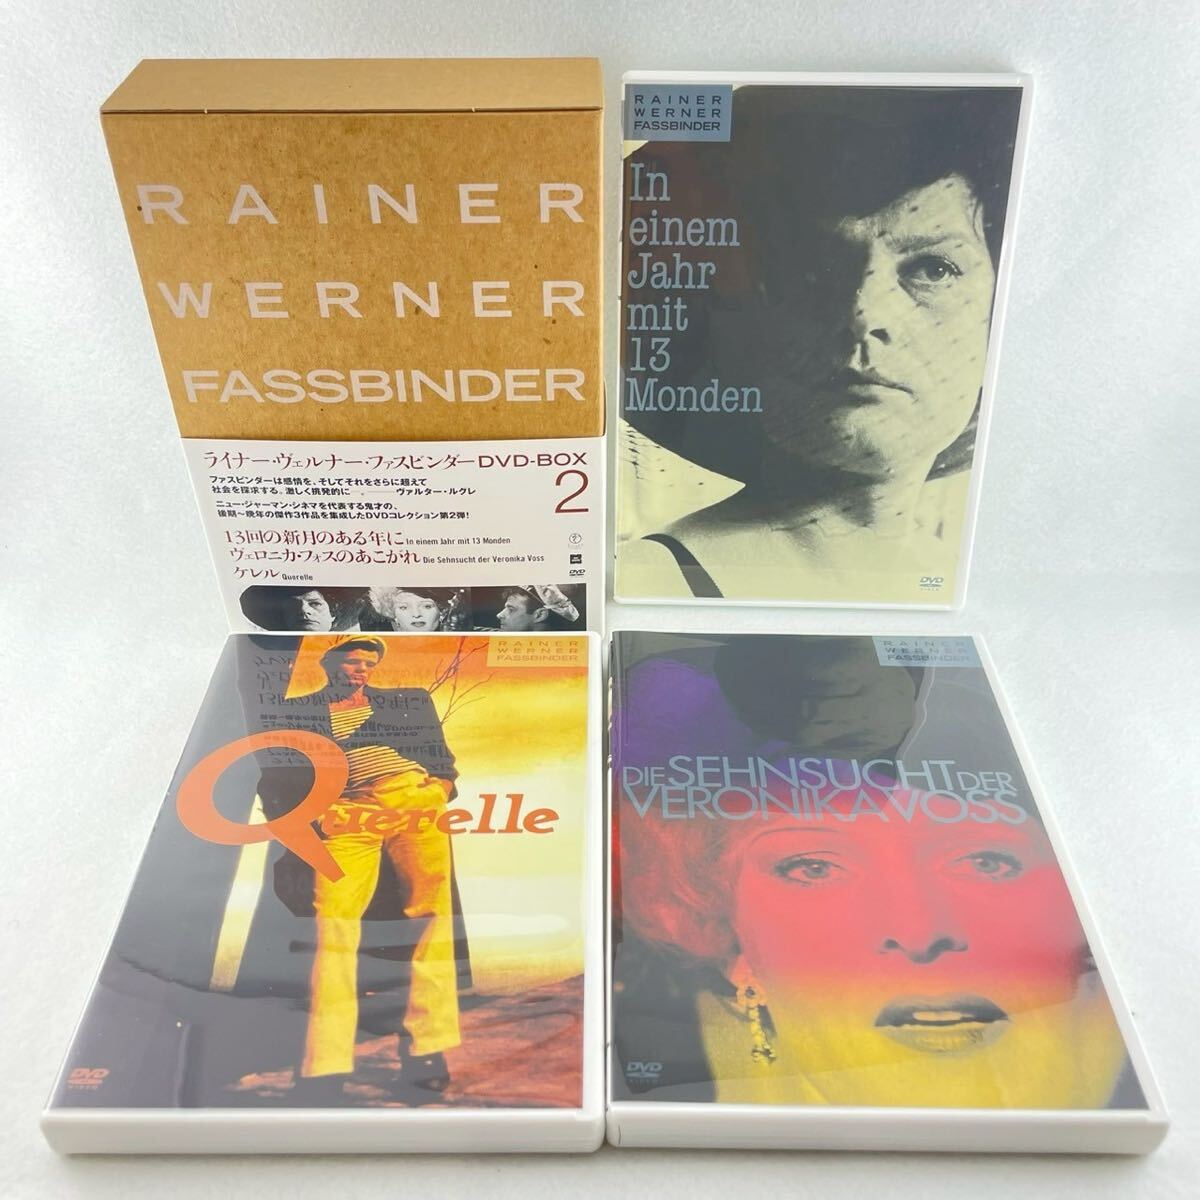 RAINER
WERNER
FASSBINDER
ライナー・ヴェルナー・ファスビンダーDVD-BOX
2
ファスビンダーは感情を、そしてそれをさらに超えて
社会を探求する。激しく挑発的に―。――ヴァルター・ルグレ
ニュー・ジャーマン・シネマを代表する鬼才の、
後期～晩年の傑作3作品を集成したDVDコレクション第2弾!
13回の新月のある年に In einem Jahr mit 13 Monden
ヴェロニカ・フォスのあこがれ Die Sehnsucht der Veronika Voss
ケレル Querelle
DVD
RAINER
WERNER
FASSBINDER
In
einem
Jahr
mit
13
Monden
DVD
VIDEO
RAINER
WERNER
FASSBINDER
Querelle
DVD
VIDEO
RAINER
WERNER
FASSBINDER
DIE SEHNSUCHT DER
VERONIKA VOSS
DVD
VIDEO